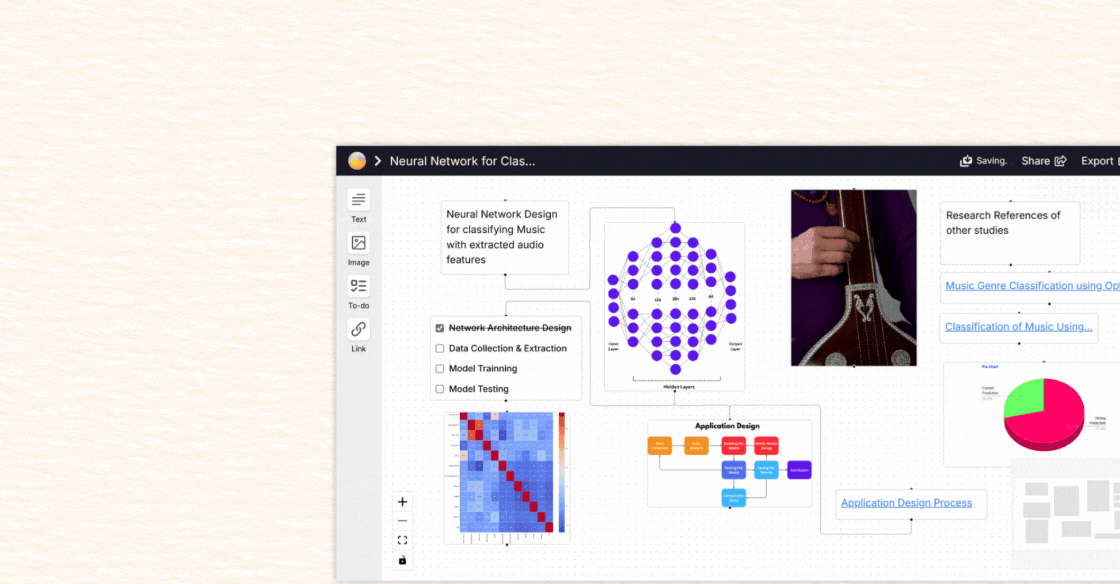 Neural Network for Clas...
Saving.
Share
Export
Text
Image
To-do
Link
Neural Network Design
for classifying Music
with extracted audio
features
Network Architecture Design
Data Collection & Extraction
Model Trainning
Model Testing
Input
Layer
Output
Layer
Hidden Layers
Application Design
Conclusion
Research References of
other studies
Music Genre Classification using Opt
Classification of Music Using...
Pie Chart
Correct
Prediction
Wrong
Prediction
Application Design Process